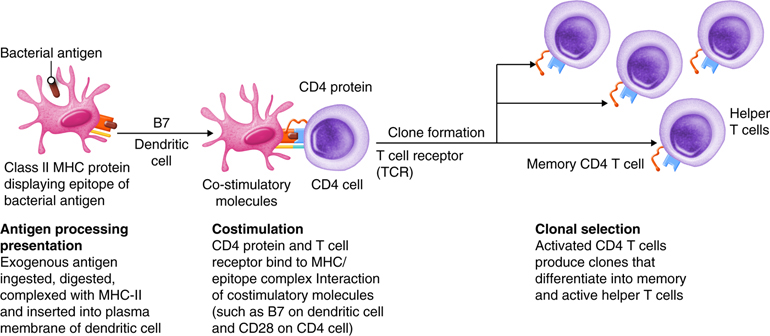 Bacterial antigen
Class II MHC protein
displaying epitope of
bacterial antigen
B7
Dendritic
cell
CD4 protein
Co-stimulatory
molecules
CD4 cell
Clone formation
T cell receptor
(TCR)
Memory CD4 T cell
Helper
T cells
Antigen processing
presentation
Exogenous antigen
ingested, digested,
complexed with MHC-II
and inserted into plasma
membrane of dendritic cell
Costimulation
CD4 protein and T cell
receptor bind to MHC/
epitope complex Interaction
of costimulatory molecules
(such as B7 on dendritic cell
and CD28 on CD4 cell)
Clonal selection
Activated CD4 T cells
produce clones that
differentiate into memory
and active helper T cells